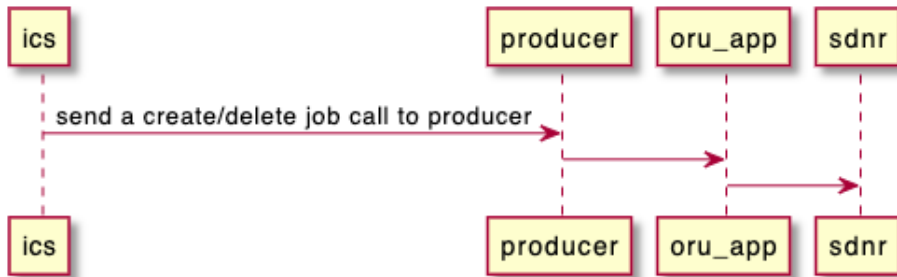 ics
producer
oru_app
sdnr
send a create/delete job call to producer
ics
producer
oru_app
sdnr